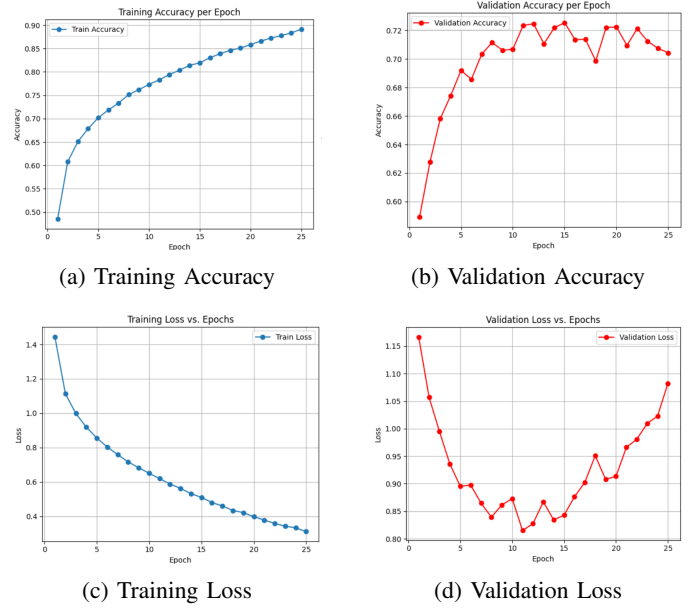 Training Accuracy per Epoch
Train Accuracy
Accuracy
0.90
0.85
0.80
0.75
0.70
0.65
0.60
0.55
0.50
0
5
10
15
20
25
Epoch
(a) Training Accuracy
Validation Accuracy per Epoch
Validation Accuracy
Accuracy
0.72
0.70
0.68
0.66
0.64
0.62
0.60
0
5
10
15
20
25
Epoch
(b) Validation Accuracy
Training Loss vs. Epochs
Train Loss
Loss
1.4
1.2
1.0
0.8
0.6
0.4
0
5
10
15
20
25
Epoch
(c) Training Loss
Validation Loss vs. Epochs
Validation Loss
Loss
1.15
1.10
1.05
1.00
0.95
0.90
0.85
0.80
0
5
10
15
20
25
Epoch
(d) Validation Loss